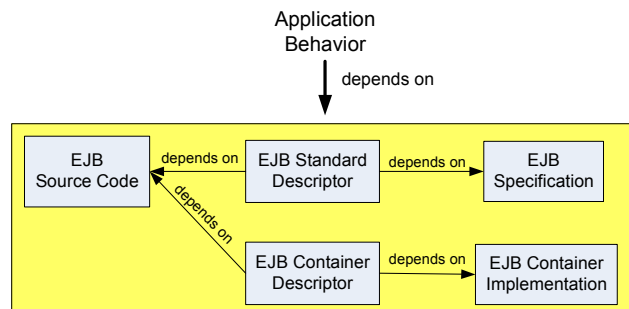 Application
Behavior
depends on
EJB
Source Code
depends on
EJB Standard
Descriptor
depends on
EJB
Specification
depends on
EJB Container
Descriptor
depends on
EJB Container
Implementation